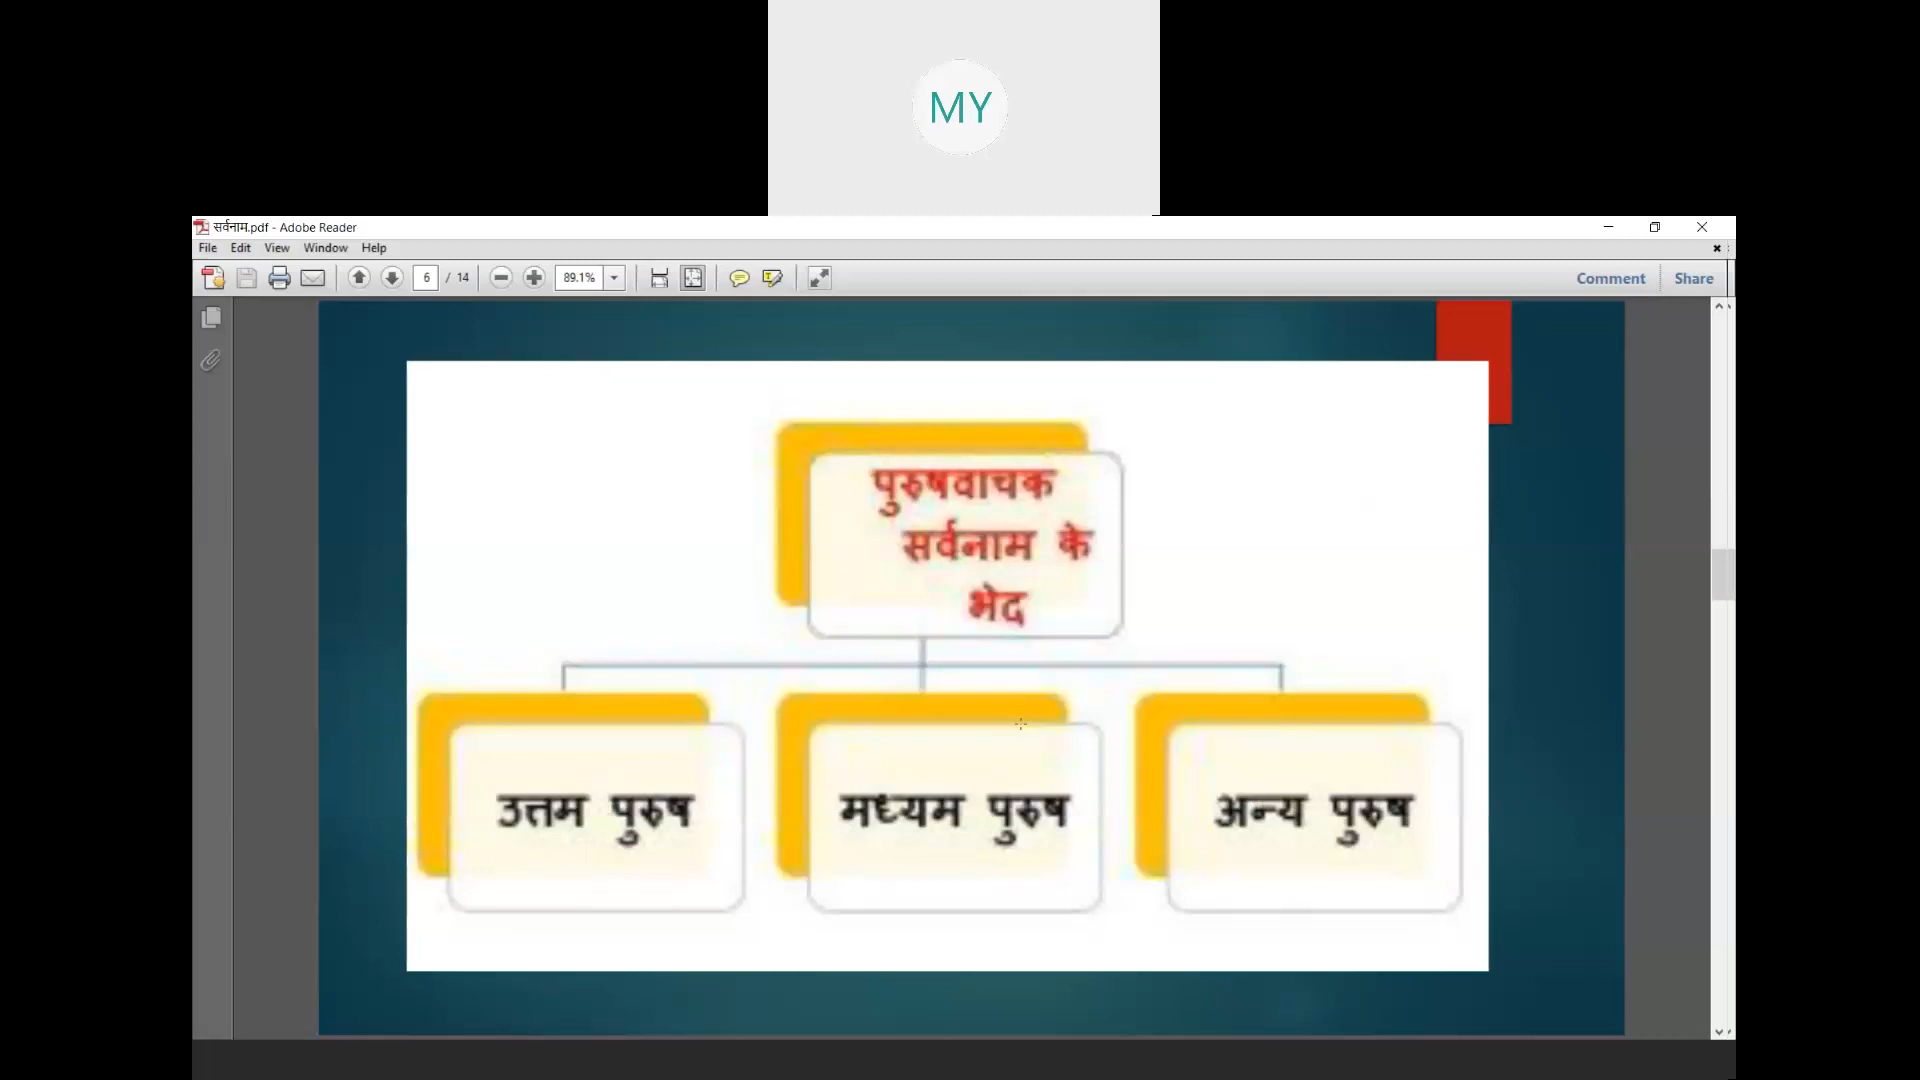 MY
सर्वनाम.pdf - Adobe Reader
File Edit View Window Help
6 / 14 89.1% Comment Share
पुरुषवाचक
सर्वनाम के
भेद
उत्तम पुरुष मध्यम पुरुष अन्य पुरुष